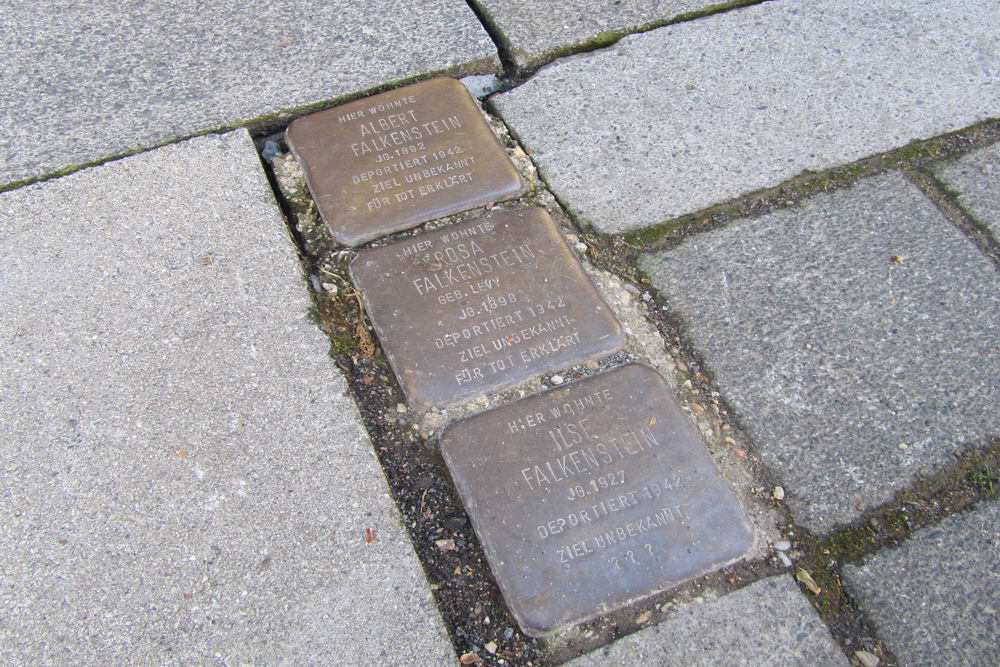 HIER WOHNTE
ALBERT
FALKENSTEIN
JG. 1892
DEPORTIERT 1942
ZIEL UNBEKANNT
FÜR TOT ERKLÄRT
HIER WOHNTE
ROSA
FALKENSTEIN
GEB. LEVY
JG. 1898
DEPORTIERT 1942
ZIEL UNBEKANNT
FÜR TOT ERKLÄRT
HIER WOHNTE
ILSE
FALKENSTEIN
JG. 1927
DEPORTIERT 1942
ZIEL UNBEKANNT
? ? ?